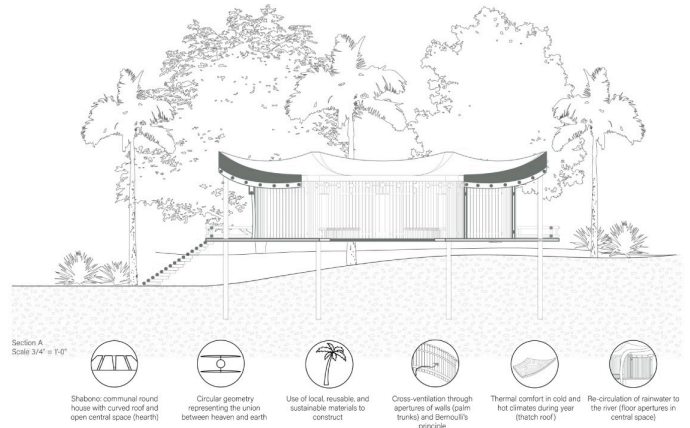 Section A
Scale 3/4" = 1'-0"
Shabono: communal round
house with curved roof and
open central space (hearth)
Circular geometry
representing the union
between heaven and earth
Use of local, reusable, and
sustainable materials to
construct
Cross-ventilation through
apertures of walls (palm
trunks) and Bernoulli's
principle
Thermal comfort in cold and
hot climates during year
(thatch roof)
Re-circulation of rainwater to
the river (floor apertures in
central space)